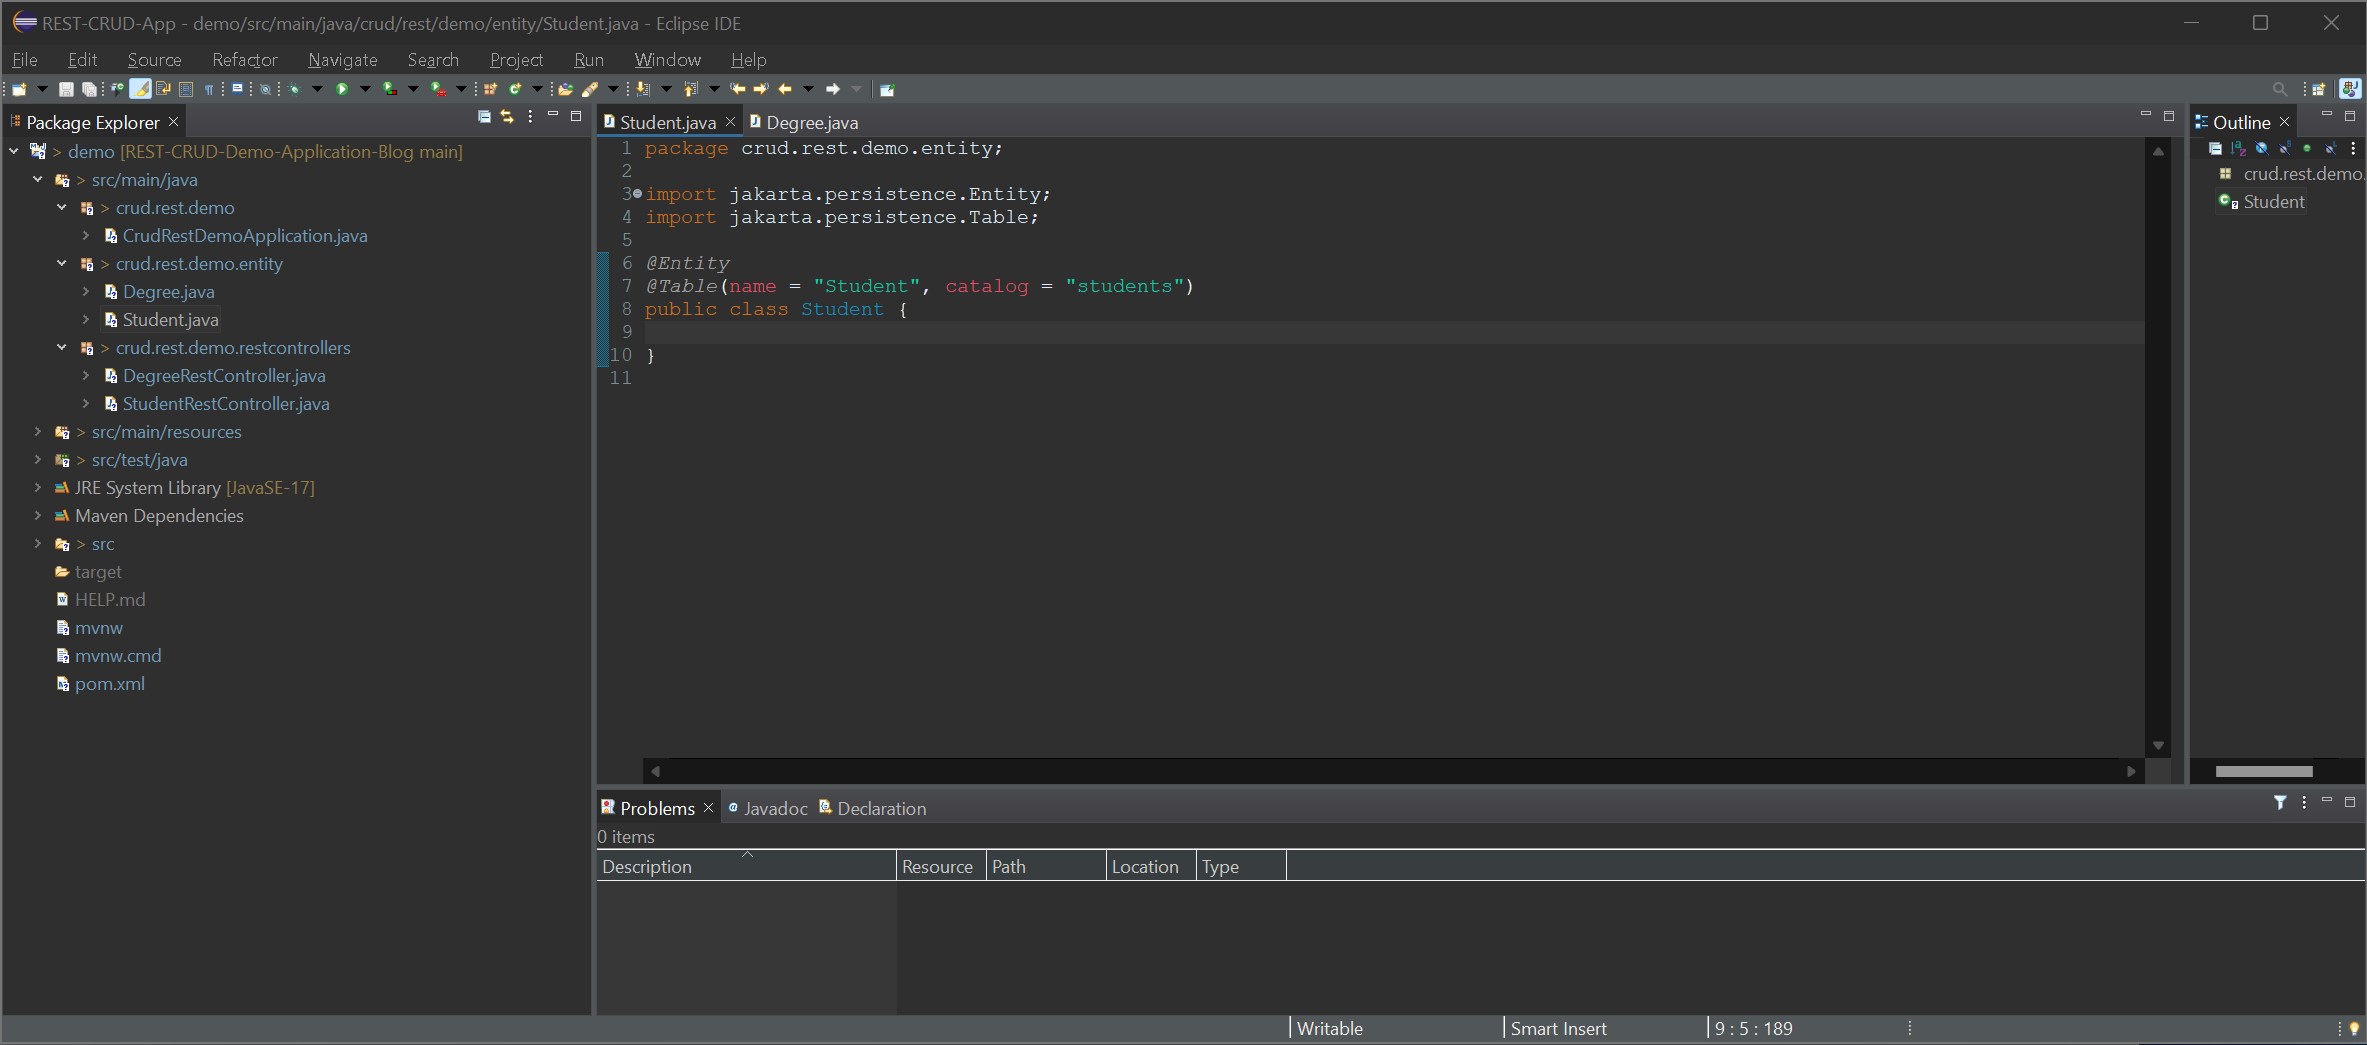 REST-CRUD-App - demo/src/main/java/crud/rest/demo/entity/Student.java - Eclipse IDE
File Edit Source Refactor Navigate Search Project Run Window Help
Package Explorer
demo [REST-CRUD-Demo-Application-Blog main]
src/main/java
crud.rest.demo
CrudRestDemoApplication.java
crud.rest.demo.entity
Degree.java
Student.java
crud.rest.demo.restcontrollers
DegreeRestController.java
StudentRestController.java
src/main/resources
src/test/java
JRE System Library [JavaSE-17]
Maven Dependencies
src
target
HELP.md
mvnw
mvnw.cmd
pom.xml
Student.java Degree.java
1 package crud.rest.demo.entity;
2
3 import jakarta.persistence.Entity;
4 import jakarta.persistence.Table;
5
6 @Entity
7 @Table(name = "Student", catalog = "students")
8 public class Student {
9
10 }
11
Outline
crud.rest.demo.
Student
Problems Javadoc Declaration
0 items
Description Resource Path Location Type
Writable Smart Insert 9 : 5 : 189